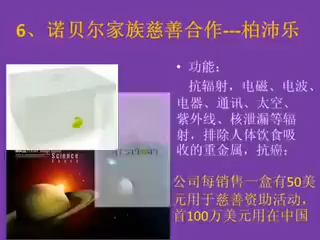 6、诺贝尔家族慈善合作---柏沛乐
• 功能：
抗辐射，电磁、电波、
电器、通讯、太空、
紫外线、核泄漏等辐
射，排除人体饮食吸
收的重金属，抗癌；
公司每销售一盒有50美
元用于慈善资助活动，
首100万美元用在中国
Science